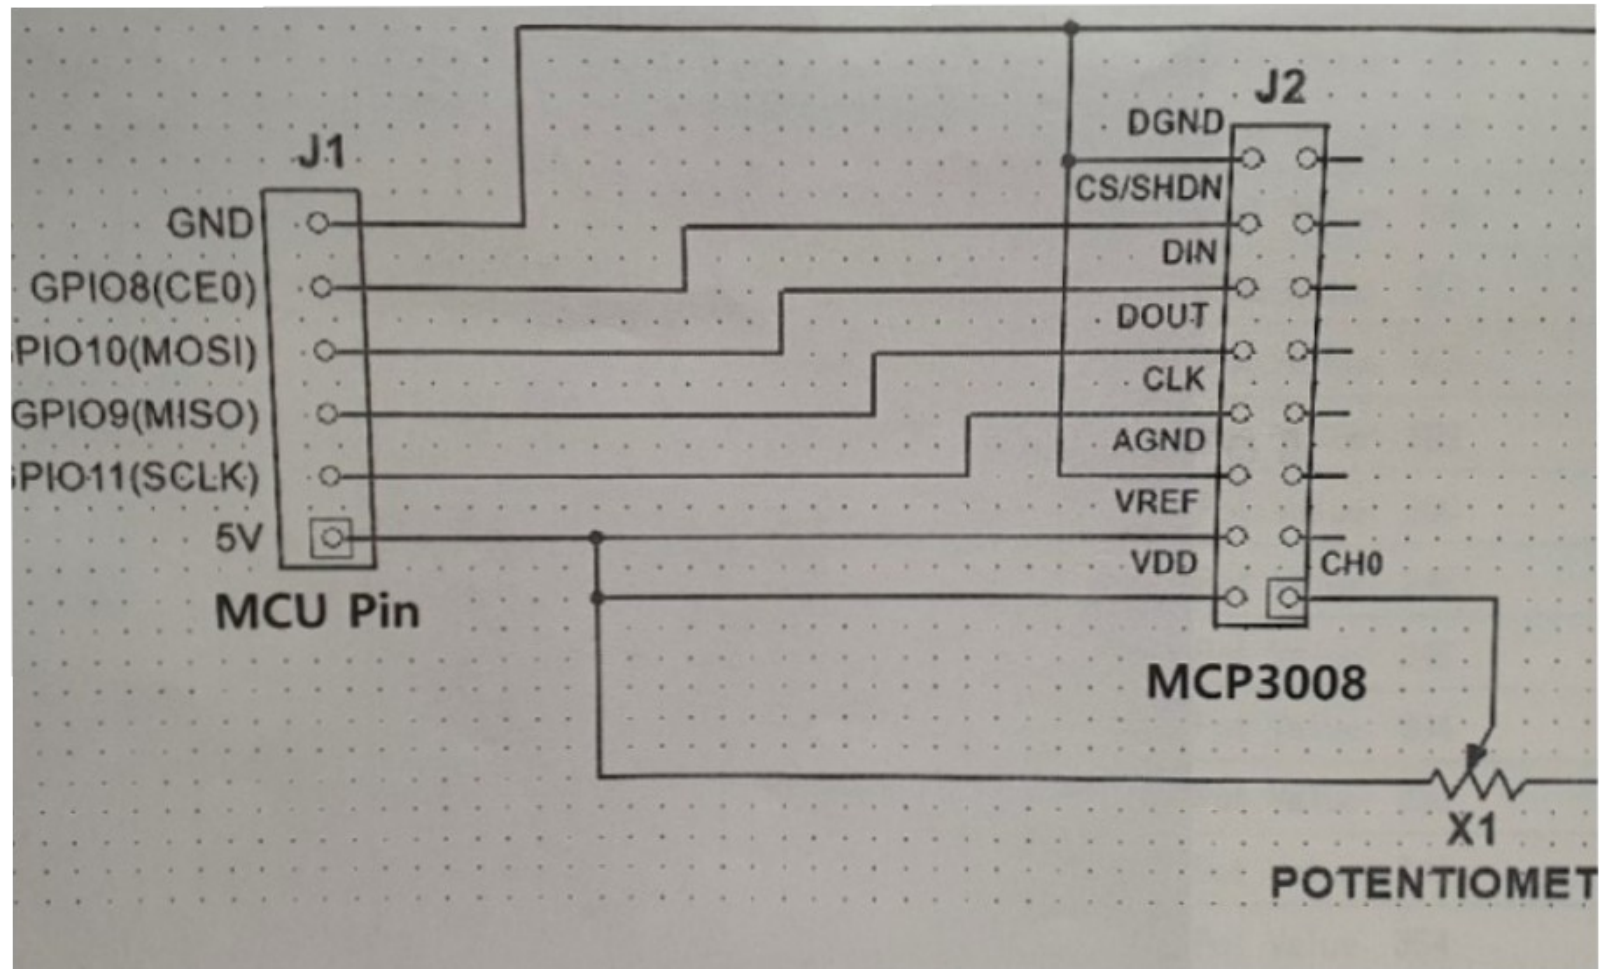 J1
GND
GPIO8(CE0)
PIO10(MOSI)
GPIO9(MISO)
PIO11(SCLK)
5V
MCU Pin
J2
DGND
CS/SHDN
DIN
DOUT
CLK
AGND
VREF
VDD
CH0
MCP3008
X1
POTENTIOMET